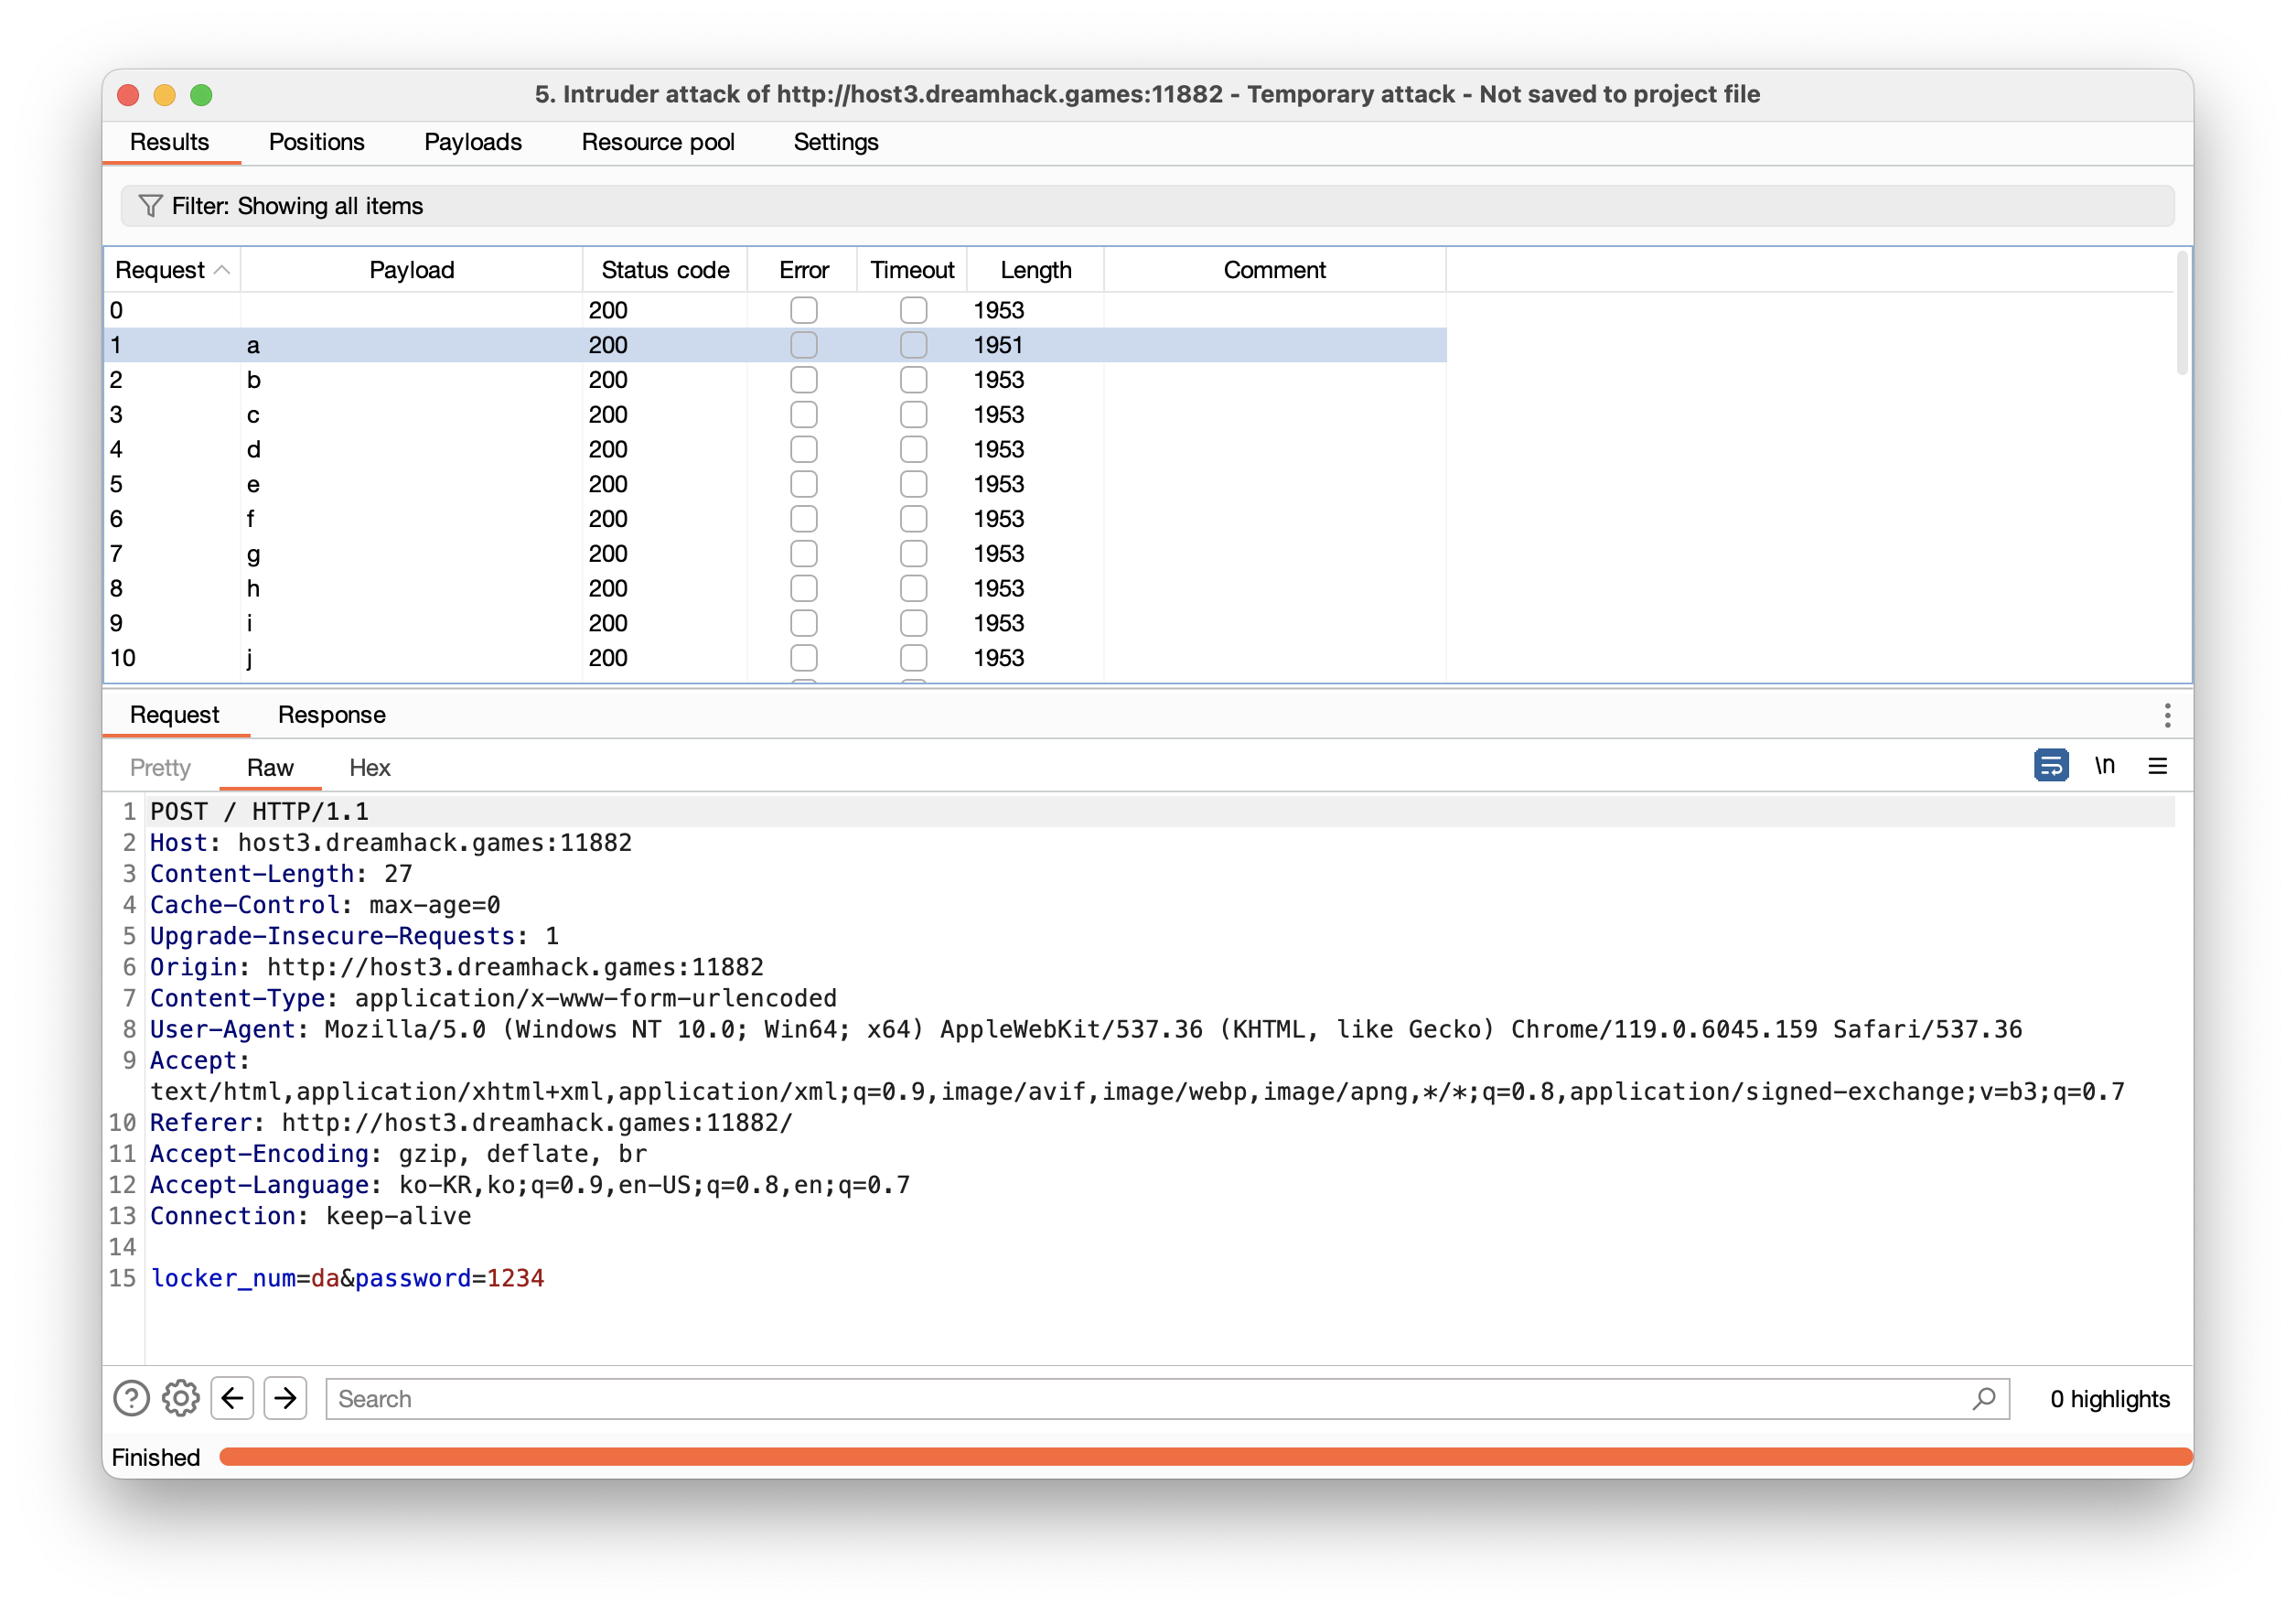 5. Intruder attack of http://host3.dreamhack.games:11882 - Temporary attack - Not saved to project file
Results Positions Payloads Resource pool Settings
Filter: Showing all items
Request Payload Status code Error Timeout Length Comment
0 200 1953
1 a 200 1951
2 b 200 1953
3 c 200 1953
4 d 200 1953
5 e 200 1953
6 f 200 1953
7 g 200 1953
8 h 200 1953
9 i 200 1953
10 j 200 1953
Request Response
Pretty Raw Hex \n
1 POST / HTTP/1.1
2 Host: host3.dreamhack.games:11882
3 Content-Length: 27
4 Cache-Control: max-age=0
5 Upgrade-Insecure-Requests: 1
6 Origin: http://host3.dreamhack.games:11882
7 Content-Type: application/x-www-form-urlencoded
8 User-Agent: Mozilla/5.0 (Windows NT 10.0; Win64; x64) AppleWebKit/537.36 (KHTML, like Gecko) Chrome/119.0.6045.159 Safari/537.36
9 Accept:
text/html,application/xhtml+xml,application/xml;q=0.9,image/avif,image/webp,image/apng,*/*;q=0.8,application/signed-exchange;v=b3;q=0.7
10 Referer: http://host3.dreamhack.games:11882/
11 Accept-Encoding: gzip, deflate, br
12 Accept-Language: ko-KR,ko;q=0.9,en-US;q=0.8,en;q=0.7
13 Connection: keep-alive
14
15 locker_num=da&password=1234
? Search 0 highlights
Finished